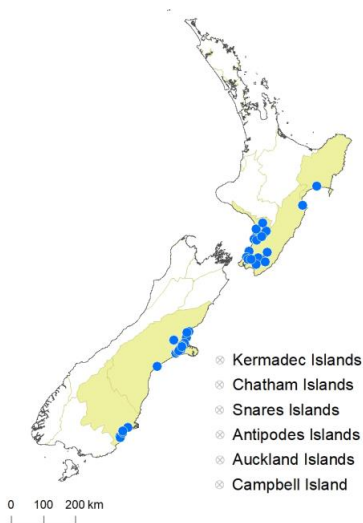 Kermadec Islands
Chatham Islands
Snares Islands
Antipodes Islands
Auckland Islands
Campbell Island
0 100 200 km